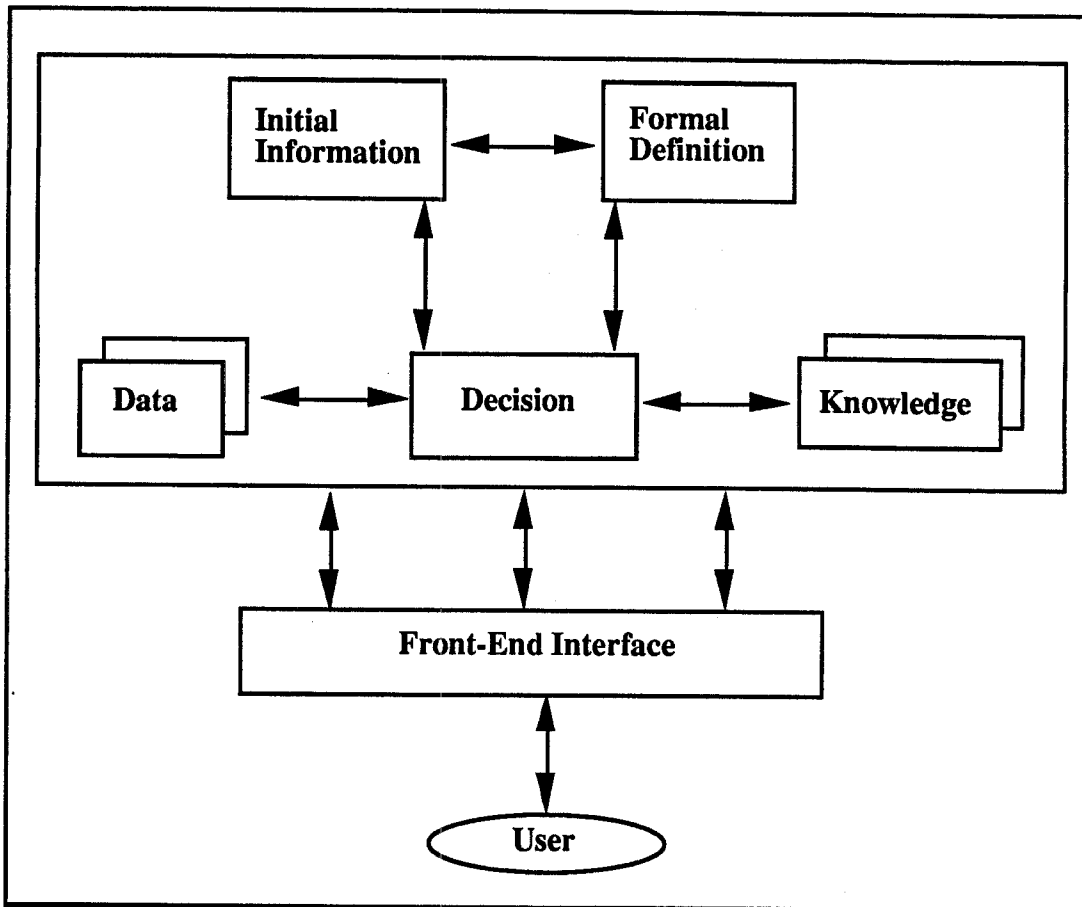 Initial
Information
Formal
Definition
Data
Decision
Knowledge
Front-End Interface
User